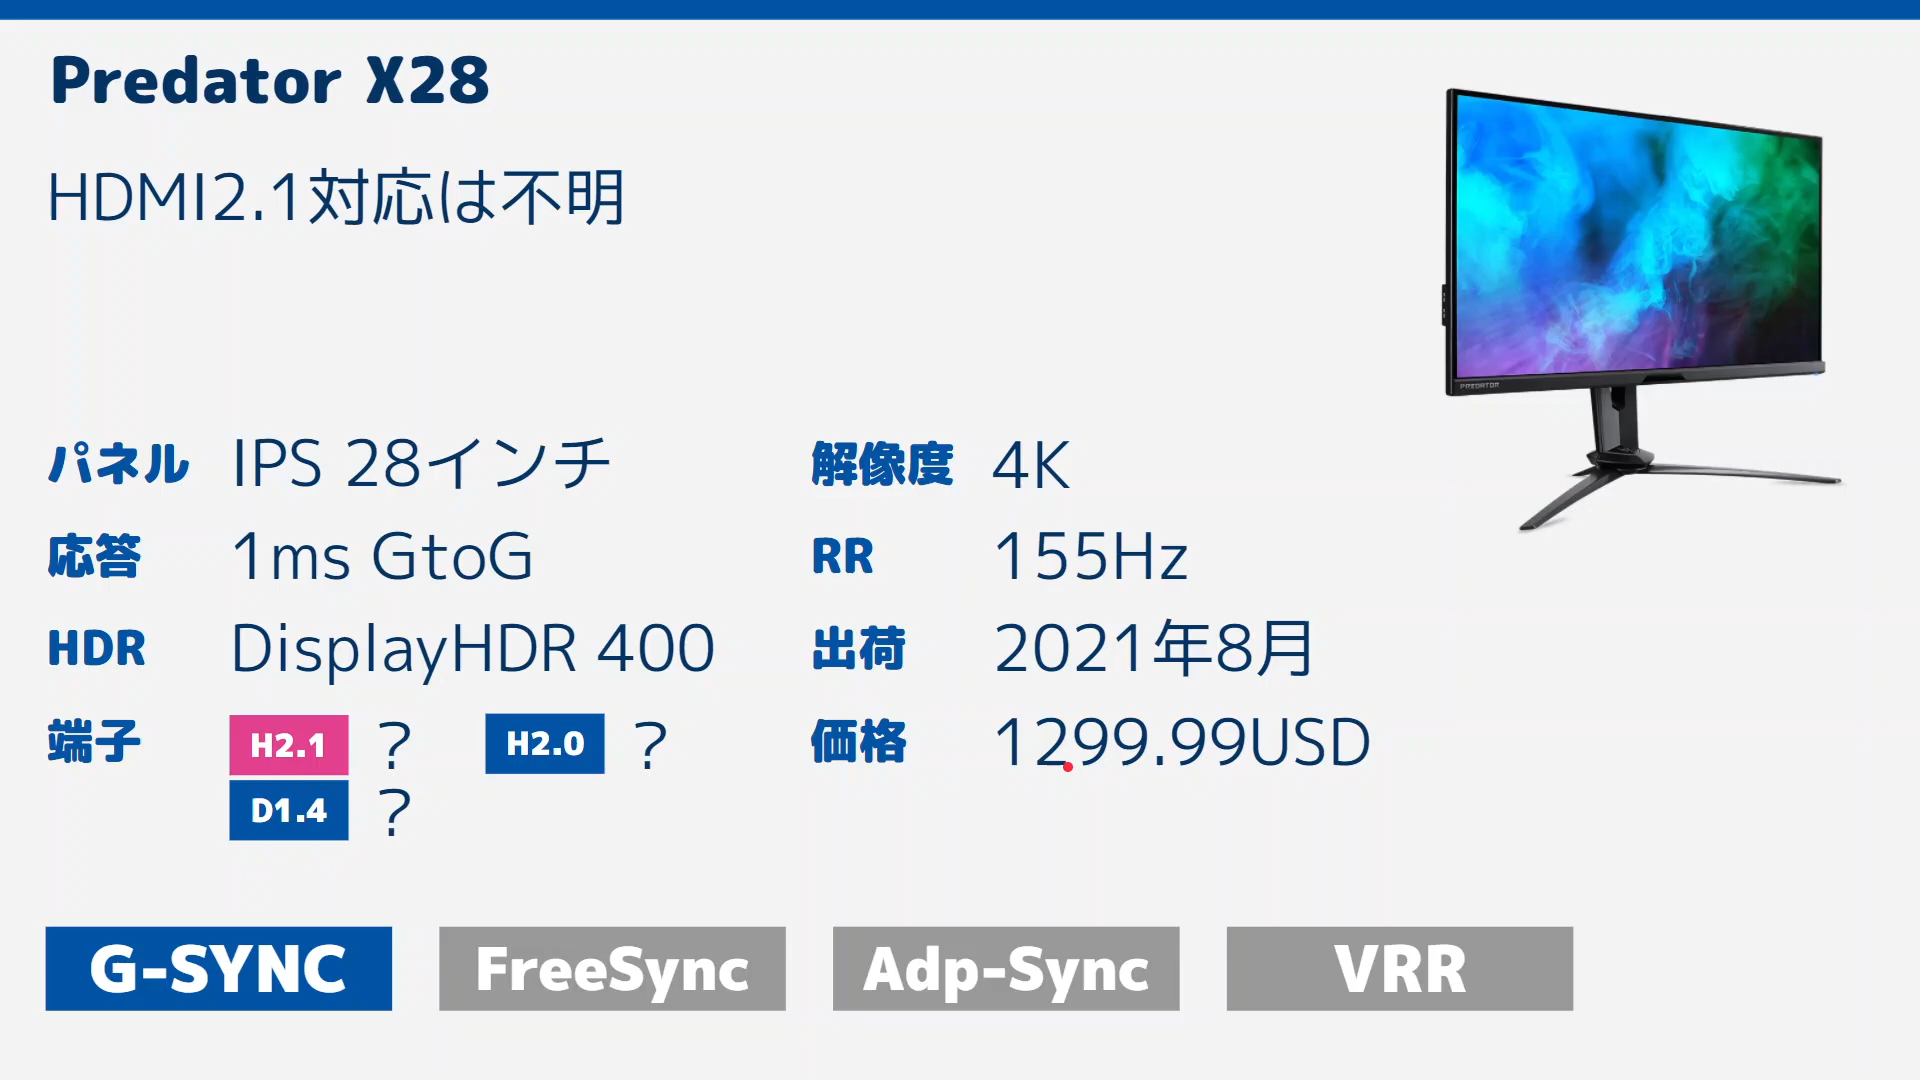 Predator X28
HDMI2.1対応は不明
PREDATOR
パネル IPS 28インチ 解像度 4K
応答 1ms GtoG RR 155Hz
HDR DisplayHDR 400 出荷 2021年8月
端子 H2.1 ? H2.0 ? 価格 1299.99USD
D1.4 ?
G-SYNC FreeSync Adp-Sync VRR